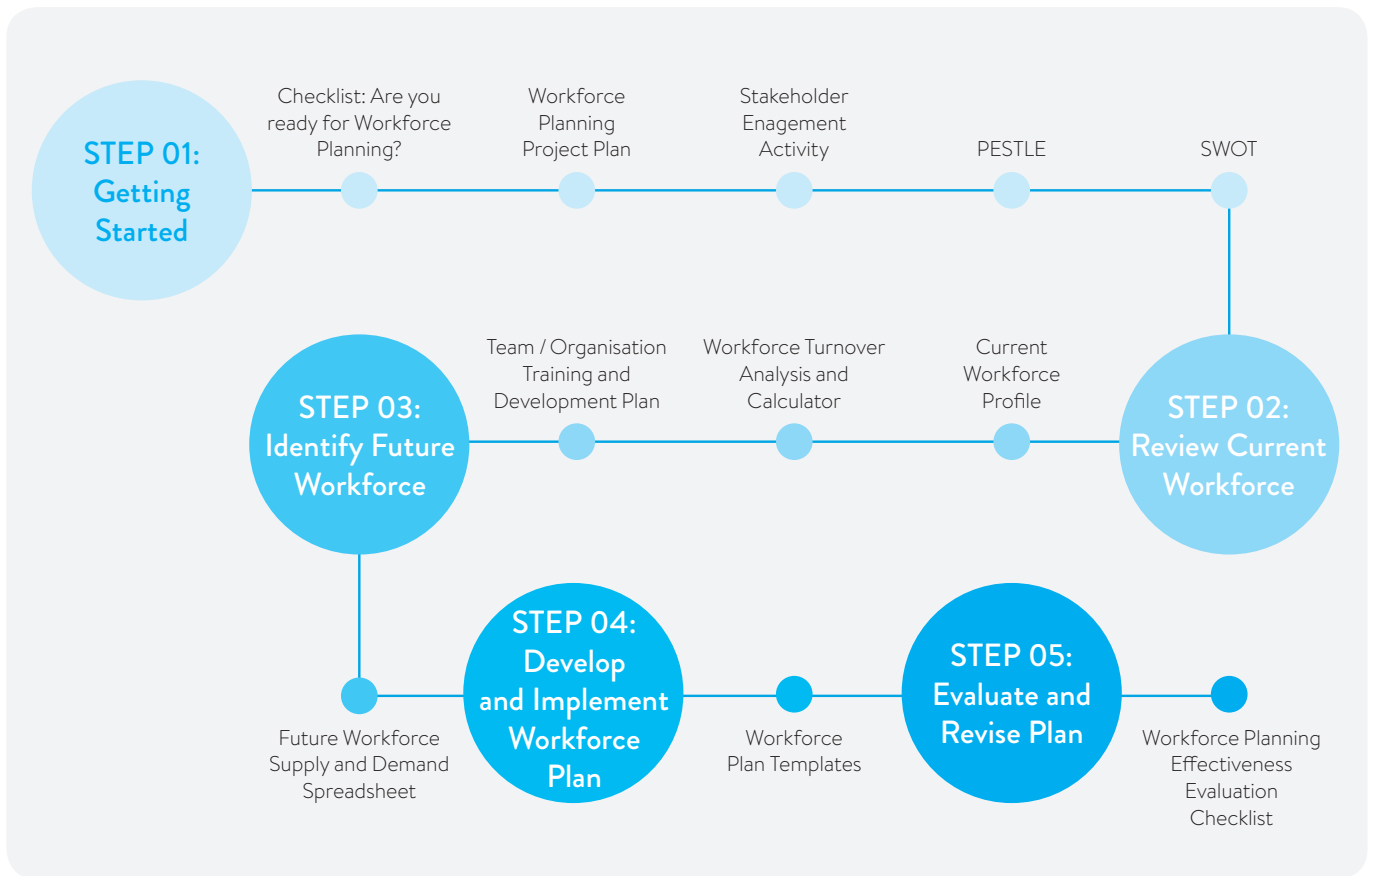 STEP 01:
Getting
Started
Checklist: Are you
ready for Workforce
Planning?
Workforce
Planning
Project Plan
Stakeholder
Enagement
Activity
PESTLE
SWOT
STEP 02:
Review Current
Workforce
Current
Workforce
Profile
Workforce Turnover
Analysis and
Calculator
Team / Organisation
Training and
Development Plan
STEP 03:
Identify Future
Workforce
Future Workforce
Supply and Demand
Spreadsheet
STEP 04:
Develop
and Implement
Workforce
Plan
Workforce
Plan Templates
STEP 05:
Evaluate and
Revise Plan
Workforce Planning
Effectiveness
Evaluation
Checklist